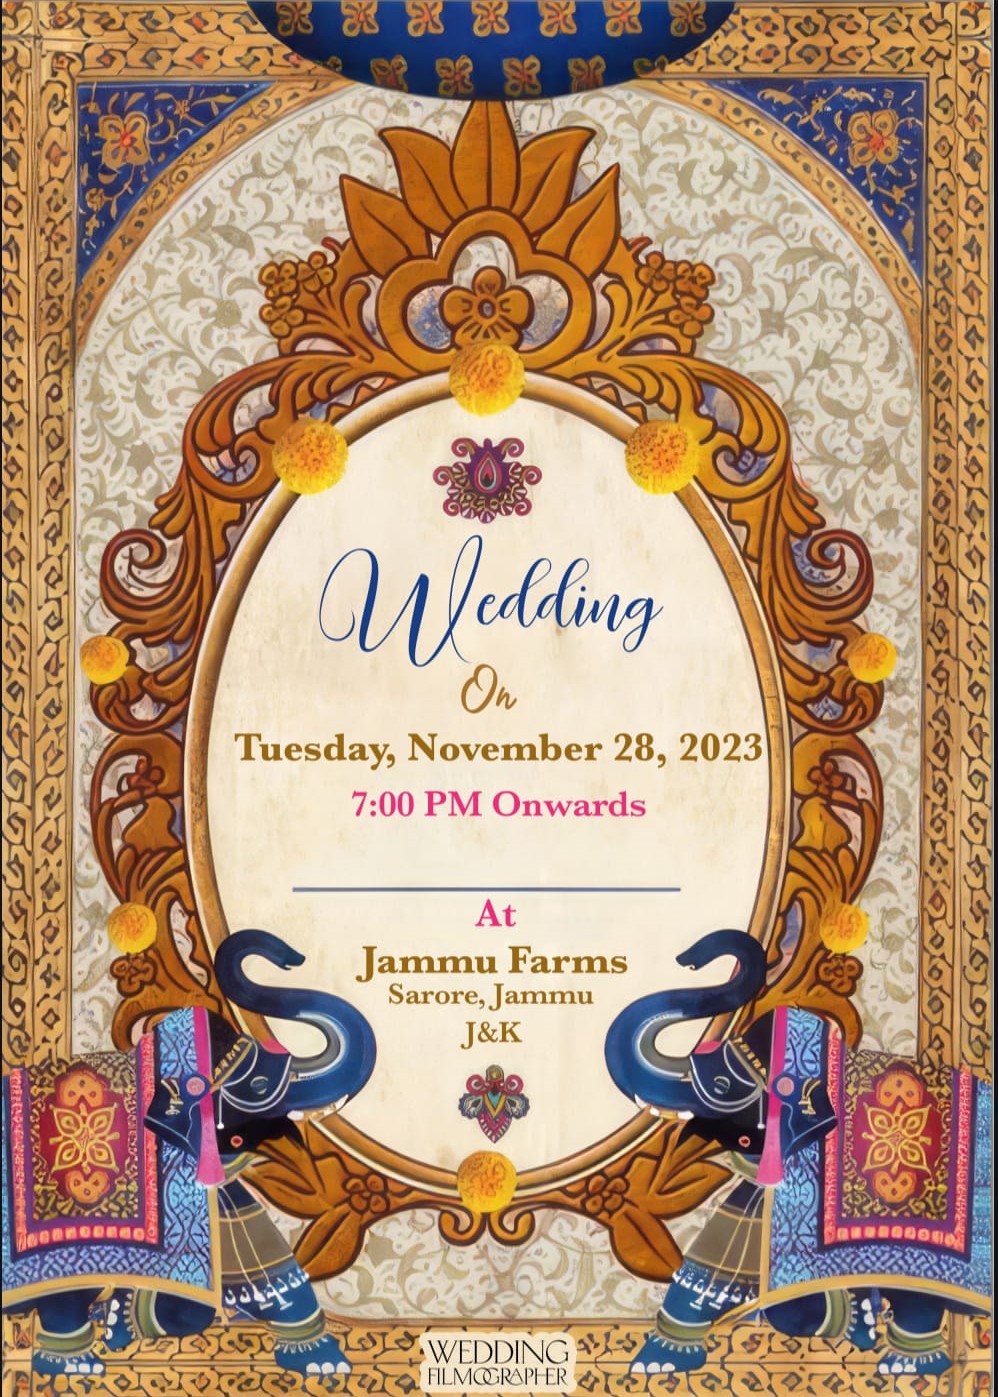 Wedding
On
Tuesday, November 28, 2023
7:00 PM Onwards
At
Jammu Farms
Sarore, Jammu
J&K
WEDDING
FILMOGRAPHER